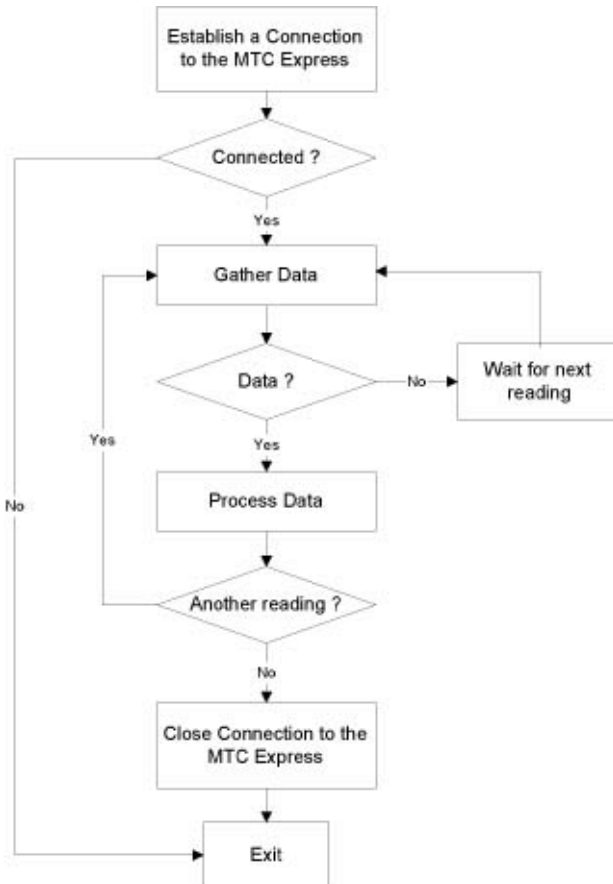 Establish a Connection
to the MTC Express
Connected ?
Yes
Gather Data
Data ?
No
Wait for next
reading
Yes
Yes
Process Data
No
Another reading ?
No
Close Connection to the
MTC Express
Exit